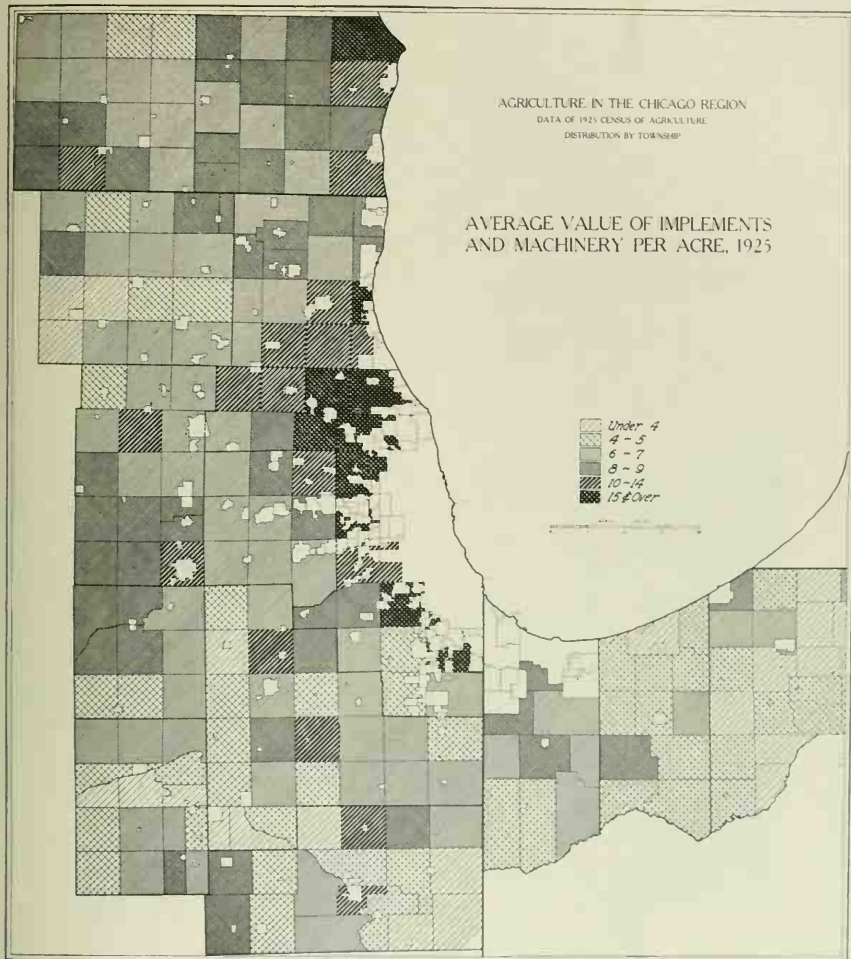 AGRICULTURE IN THE CHICAGO REGION
DATA OF 1925 CENSUS OF AGRICULTURE
DISTRIBUTION BY TOWNSHIP
AVERAGE VALUE OF IMPLEMENTS
AND MACHINERY PER ACRE, 1925
Under 4
4 - 5
6 - 7
8 - 9
10-14
15 & Over